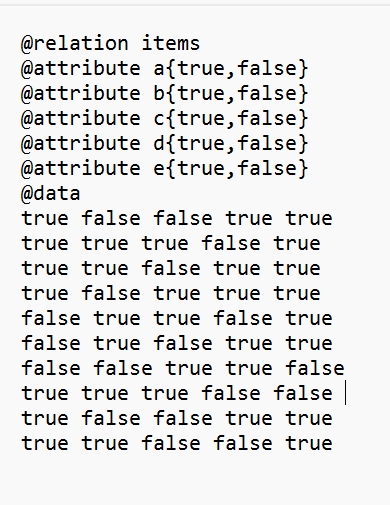 @relation items
@attribute a{true,false}
@attribute b{true,false}
@attribute c{true,false}
@attribute d{true,false}
@attribute e{true,false}
@data
true false false true true
true true true false true
true true false true true
true false true true true
false true true false true
false true false true true
false false true true false
true true true false false
true false false true true
true true false false true